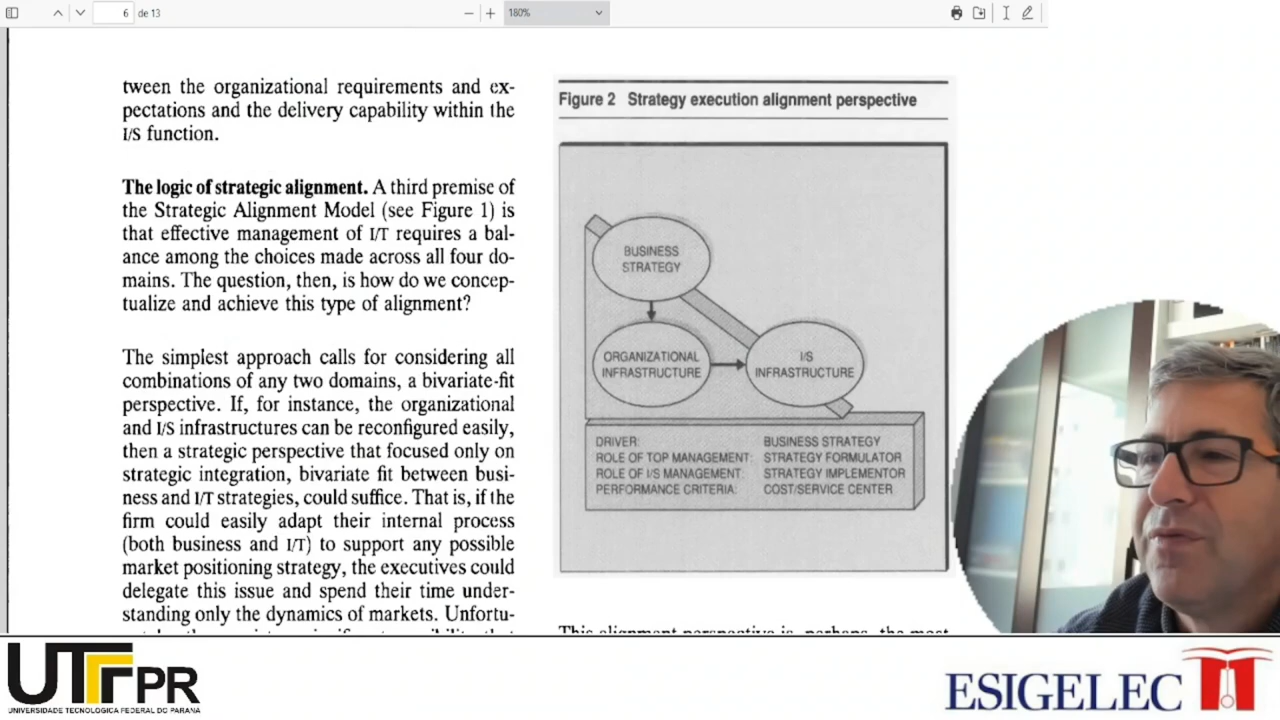 6 de 13
180%
tween the organizational requirements and ex-
pectations and the delivery capability within the
I/S function.
The logic of strategic alignment. A third premise of
the Strategic Alignment Model (see Figure 1) is
that effective management of I/T requires a bal-
ance among the choices made across all four do-
mains. The question, then, is how do we concep-
tualize and achieve this type of alignment?
The simplest approach calls for considering all
combinations of any two domains, a bivariate-fit
perspective. If, for instance, the organizational
and I/S infrastructures can be reconfigured easily,
then a strategic perspective that focused only on
strategic integration, bivariate fit between busi-
ness and I/T strategies, could suffice. That is, if the
firm could easily adapt their internal process
(both business and I/T) to support any possible
market positioning strategy, the executives could
delegate this issue and spend their time under-
standing only the dynamics of markets. Unfortu-
Figure 2 Strategy execution alignment perspective
BUSINESS
STRATEGY
ORGANIZATIONAL
INFRASTRUCTURE
I/S
INFRASTRUCTURE
DRIVER: BUSINESS STRATEGY
ROLE OF TOP MANAGEMENT: STRATEGY FORMULATOR
ROLE OF I/S MANAGEMENT: STRATEGY IMPLEMENTOR
PERFORMANCE CRITERIA: COST/SERVICE CENTER
This alignment perspective is, perhaps, the most
UTFPR
UNIVERSIDADE TECNOLÓGICA FEDERAL DO PARANÁ
ESIGELEC